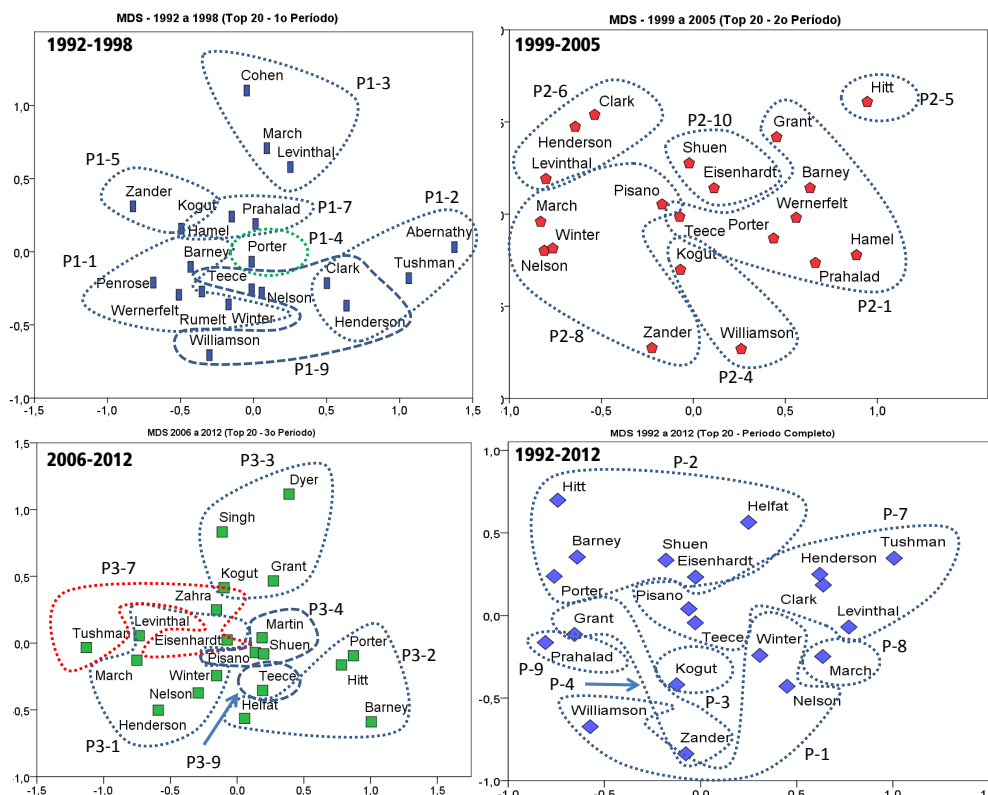 MDS - 1992 a 1998 (Top 20 - 1o Período)
1992-1998
Cohen
P1-3
March
Levinthal
P1-5
Zander
Kogut
Prahalad
P1-7
P1-2
Hamel
Abernathy
Porter
P1-4
P1-1
Barney
Tushman
Clark
Penrose
Teece
Nelson
Wernerfelt
Rumelt
Winter
Henderson
Williamson
P1-9
1,0
0,5
0,0
-0,5
-1,0
-1,5 -1,0 -0,5 0,0 0,5 1,0 1,5
MDS - 1999 a 2005 (Top 20 - 2o Período)
1999-2005
Hitt
P2-6
Clark
P2-5
P2-10
Grant
Henderson
Shuen
Levinthal
Eisenhardt
Barney
Pisano
March
Wernerfelt
Porter
Teece
Winter
Hamel
Kogut
Nelson
Prahalad
P2-1
P2-8
Zander
Williamson
P2-4
,0
,5
,0
,5
,0
1,0 -0,5 0,0 0,5 1,0
MDS 2006 a 2012 (Top 20 - 3o Período)
2006-2012
P3-3
Dyer
Singh
P3-7
Kogut
Grant
Zahra
P3-4
Levinthal
Martin
Tushman
Eisenhardt
Shuen
Porter
Pisano
P3-2
March
Winter
Teece
Hitt
Nelson
Helfat
Barney
Henderson
P3-1
P3-9
1,5
1,0
0,5
0,0
-0,5
1,0
-1,5 -1,0 -0,5 0,0 0,5 1,0 1,5
MDS 1992 a 2012 (Top 20 - Periodo Completo)
1992-2012
P-2
Hitt
Helfat
P-7
Barney
Shuen
Tushman
Eisenhardt
Henderson
Porter
Pisano
Clark
Grant
Levinthal
Teece
Winter
P-8
Prahalad
P-9
Kogut
March
P-4
P-3
Nelson
Williamson
Zander
P-1
1,0
0,5
0,0
-0,5
-1,0
-1,0 -0,5 0,0 0,5 1,0